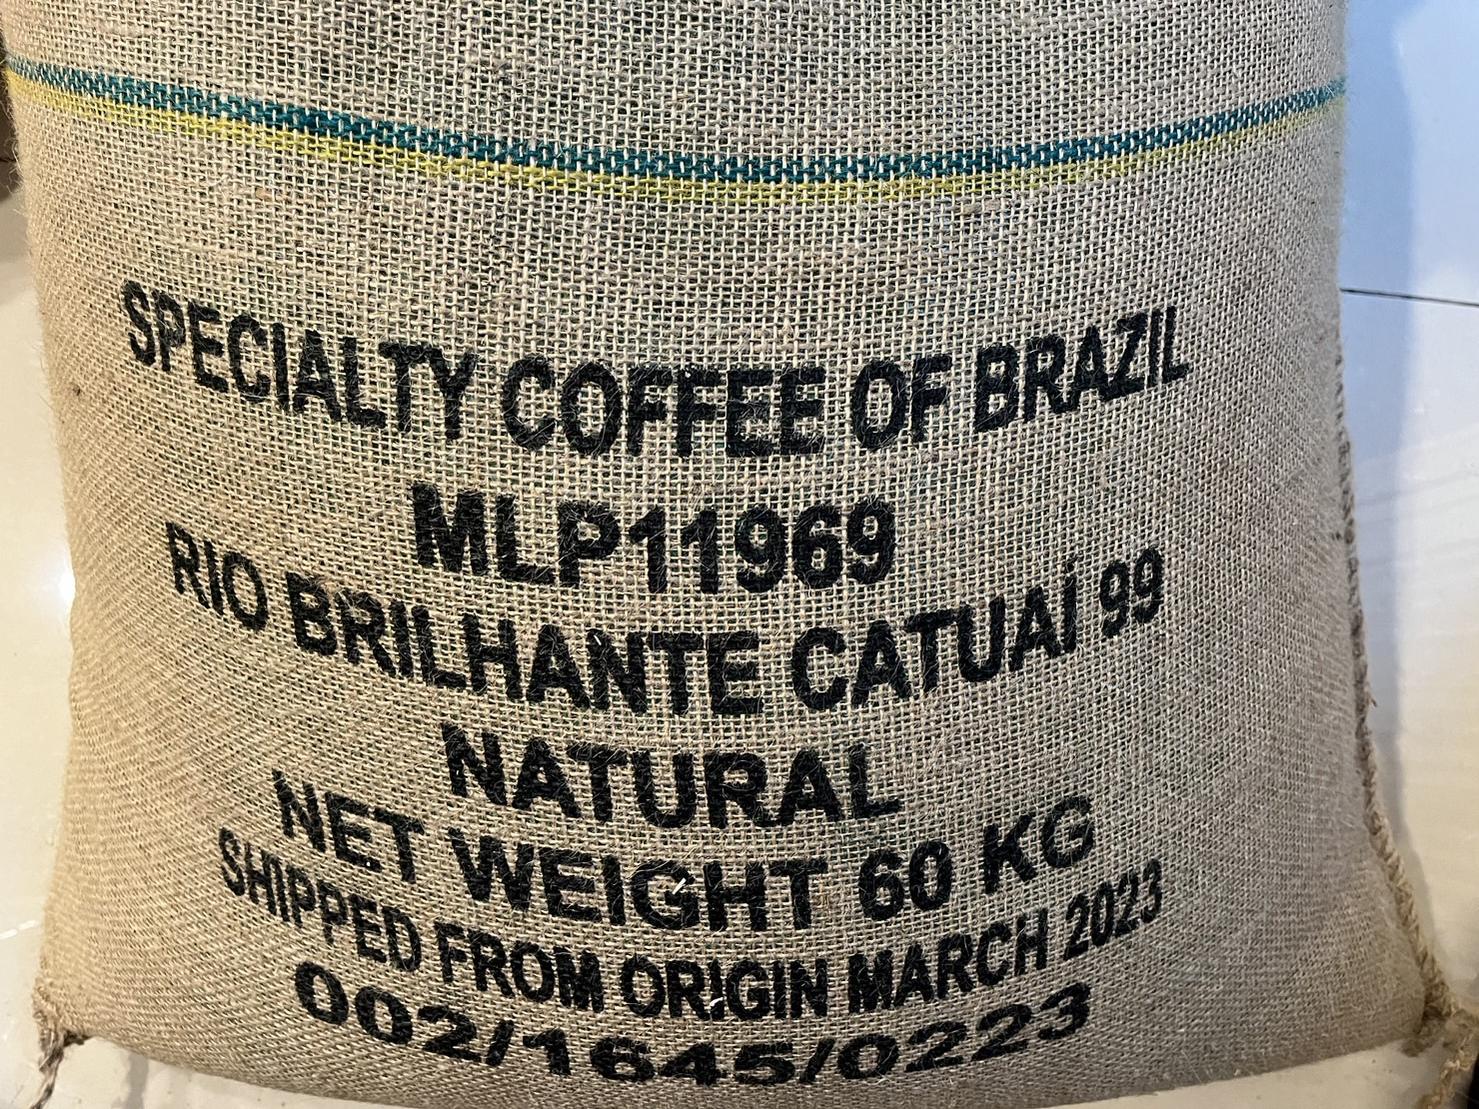 SPECIALTY COFFEE OF BRAZIL
MLP11969
RIO BRILHANTE CATUAÍ 99
NATURAL
NET WEIGHT 60 KG
SHIPPED FROM ORIGIN MARCH 2023
002/1645/0223